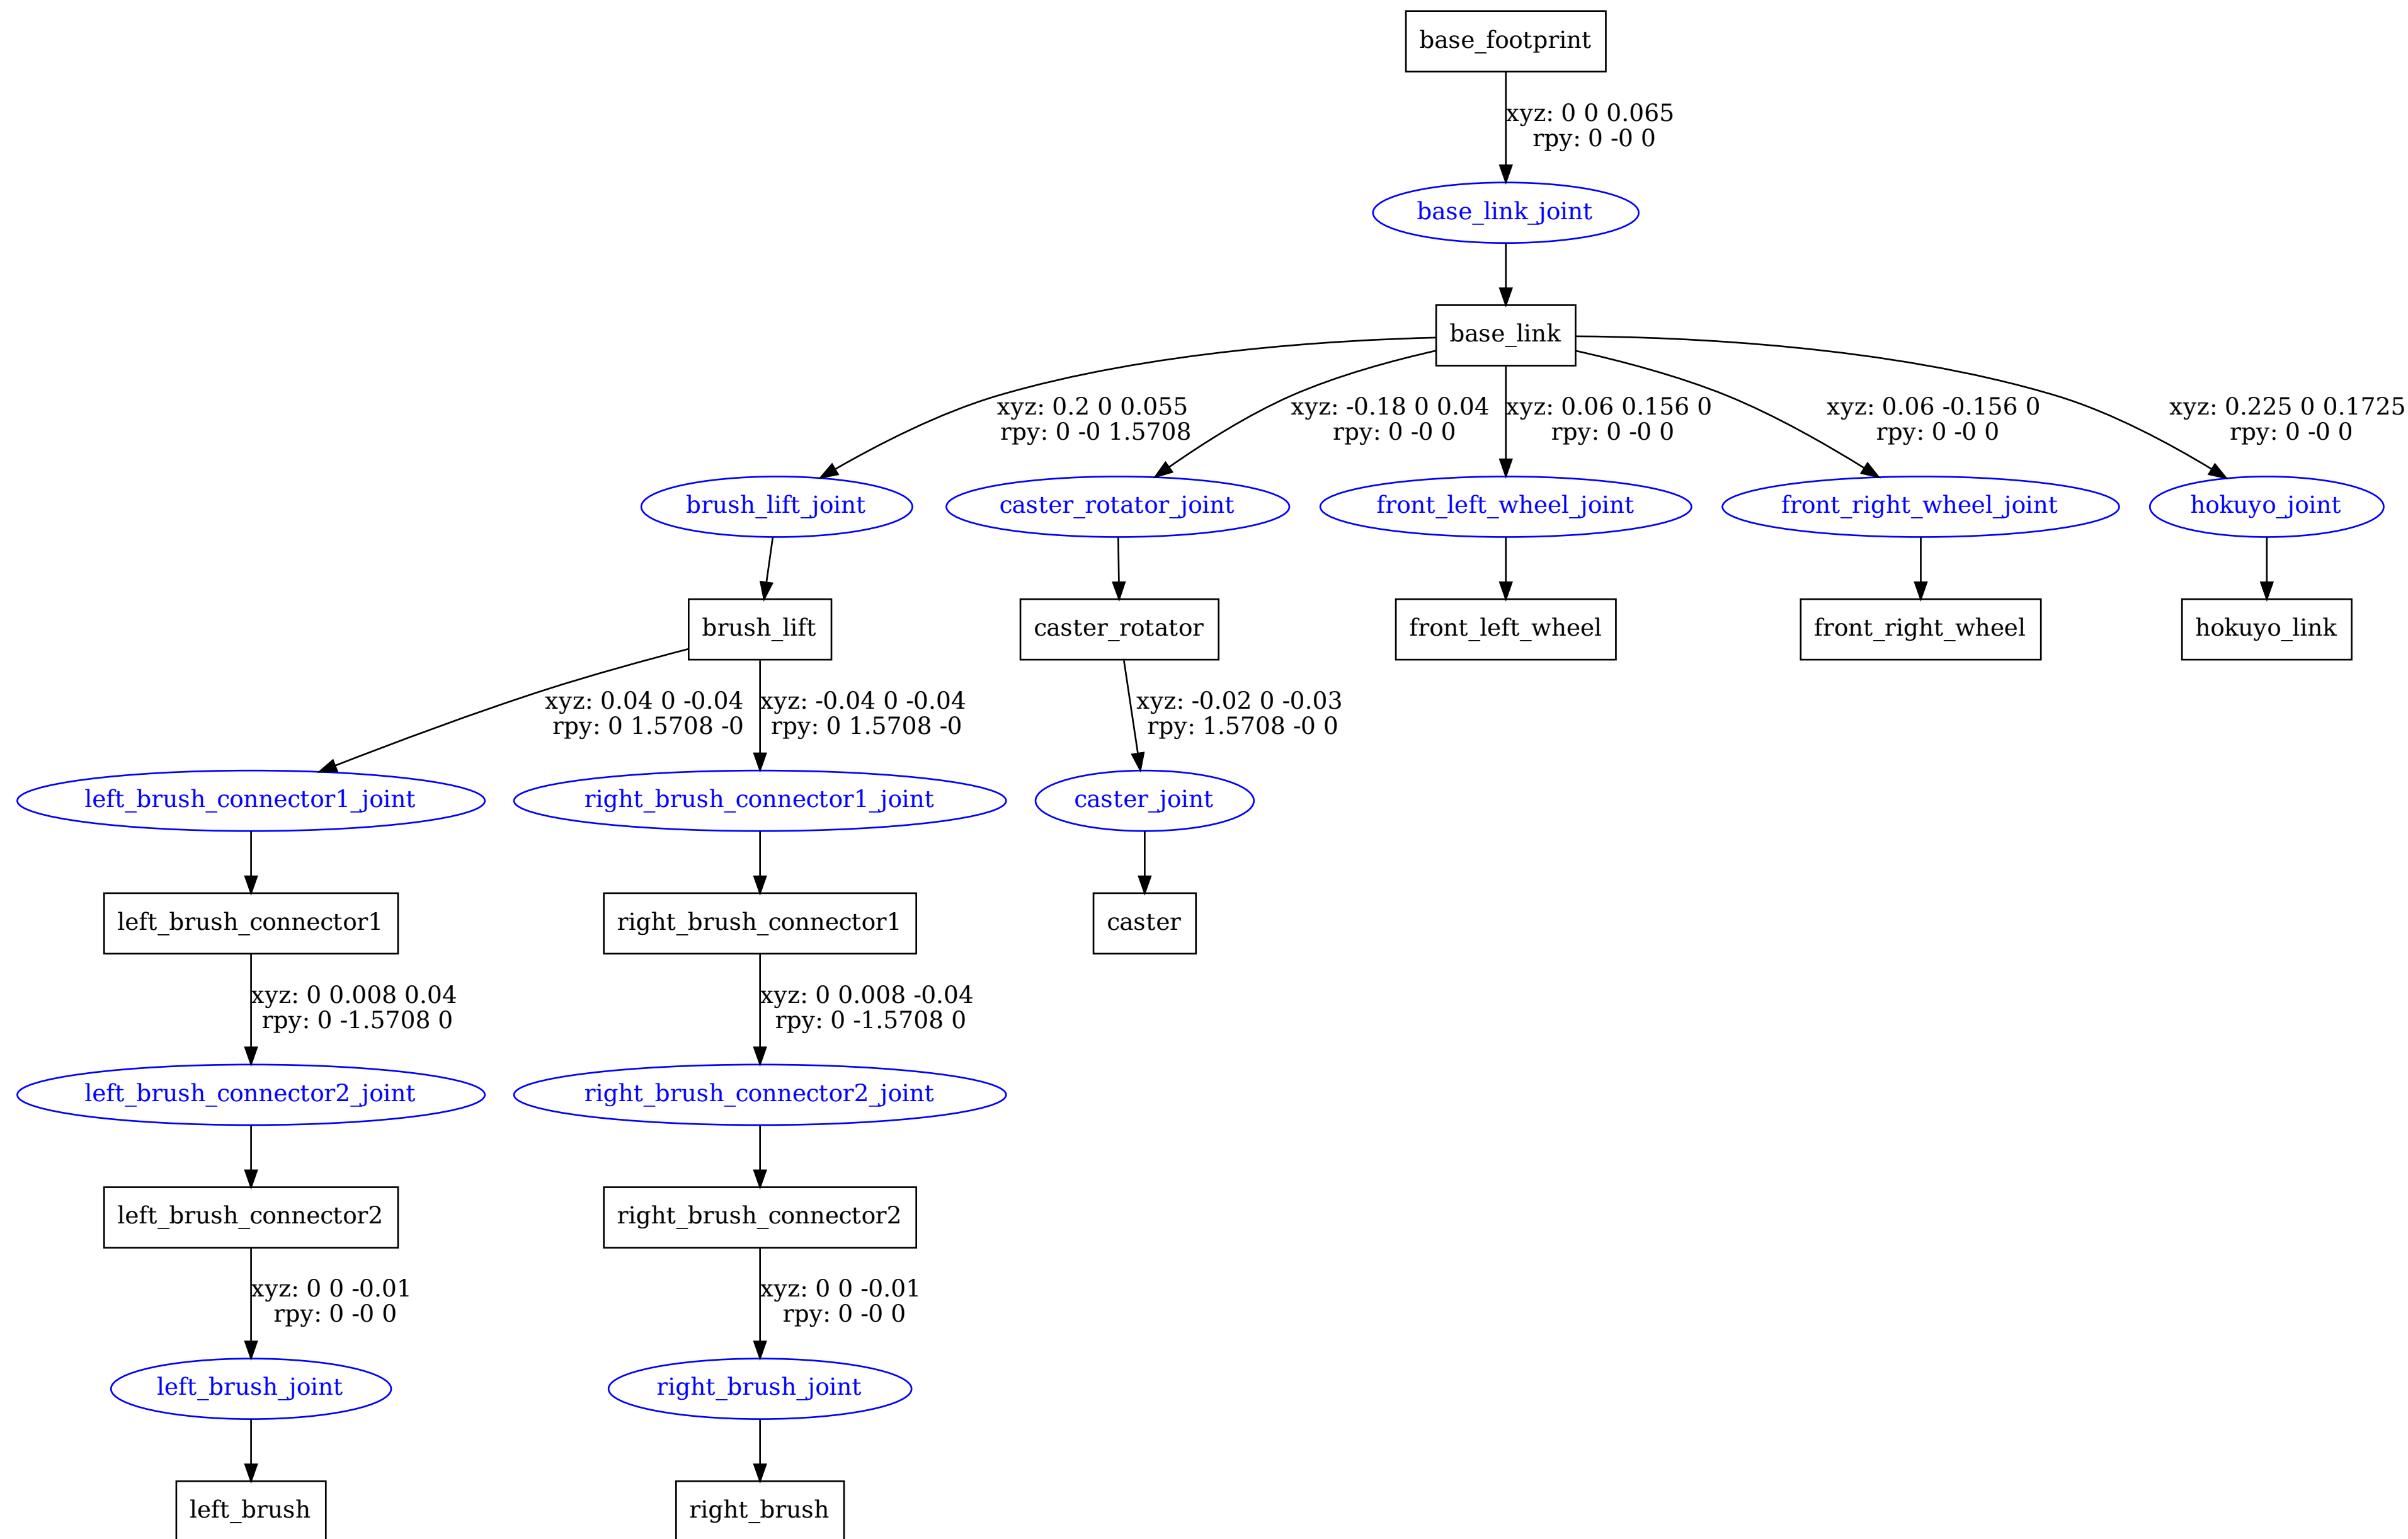 base_footprint
xyz: 0 0 0.065
rpy: 0 -0 0
base_link_joint
base_link
xyz: 0.2 0 0.055
rpy: 0 -0 1.5708
xyz: -0.18 0 0.04
rpy: 0 -0 0
xyz: 0.06 0.156 0
rpy: 0 -0 0
xyz: 0.06 -0.156 0
rpy: 0 -0 0
xyz: 0.225 0 0.1725
rpy: 0 -0 0
brush_lift_joint
caster_rotator_joint
front_left_wheel_joint
front_right_wheel_joint
hokuyo_joint
brush_lift
caster_rotator
front_left_wheel
front_right_wheel
hokuyo_link
xyz: 0.04 0 -0.04
rpy: 0 1.5708 -0
xyz: -0.04 0 -0.04
rpy: 0 1.5708 -0
xyz: -0.02 0 -0.03
rpy: 1.5708 -0 0
left_brush_connector1_joint
right_brush_connector1_joint
caster_joint
left_brush_connector1
right_brush_connector1
caster
xyz: 0 0.008 0.04
rpy: 0 -1.5708 0
xyz: 0 0.008 -0.04
rpy: 0 -1.5708 0
left_brush_connector2_joint
right_brush_connector2_joint
left_brush_connector2
right_brush_connector2
xyz: 0 0 -0.01
rpy: 0 -0 0
xyz: 0 0 -0.01
rpy: 0 -0 0
left_brush_joint
right_brush_joint
left_brush
right_brush